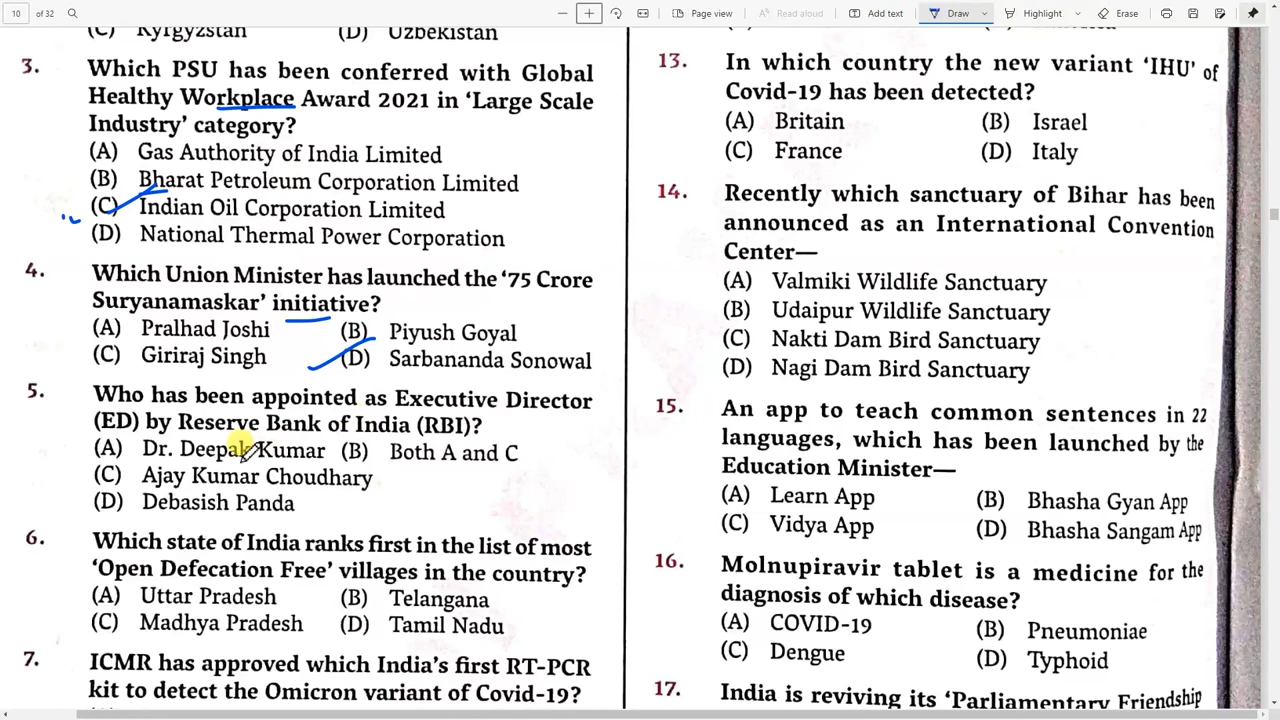 10 of 32
Page view
Read aloud
Add text
Draw
Highlight
Erase
(C) Kyrgyzstan (D) Uzbekistan
3. Which PSU has been conferred with Global
Healthy Workplace Award 2021 in ‘Large Scale
Industry’ category?
(A) Gas Authority of India Limited
(B) Bharat Petroleum Corporation Limited
(C) Indian Oil Corporation Limited
(D) National Thermal Power Corporation
4. Which Union Minister has launched the ‘75 Crore
Suryanamaskar’ initiative?
(A) Pralhad Joshi (B) Piyush Goyal
(C) Giriraj Singh (D) Sarbananda Sonowal
5. Who has been appointed as Executive Director
(ED) by Reserve Bank of India (RBI)?
(A) Dr. Deepak Kumar (B) Both A and C
(C) Ajay Kumar Choudhary
(D) Debasish Panda
6. Which state of India ranks first in the list of most
‘Open Defecation Free’ villages in the country?
(A) Uttar Pradesh (B) Telangana
(C) Madhya Pradesh (D) Tamil Nadu
7. ICMR has approved which India’s first RT-PCR
kit to detect the Omicron variant of Covid-19?
13. In which country the new variant ‘IHU’ of
Covid-19 has been detected?
(A) Britain (B) Israel
(C) France (D) Italy
14. Recently which sanctuary of Bihar has been
announced as an International Convention
Center—
(A) Valmiki Wildlife Sanctuary
(B) Udaipur Wildlife Sanctuary
(C) Nakti Dam Bird Sanctuary
(D) Nagi Dam Bird Sanctuary
15. An app to teach common sentences in 22
languages, which has been launched by the
Education Minister—
(A) Learn App (B) Bhasha Gyan App
(C) Vidya App (D) Bhasha Sangam App
16. Molnupiravir tablet is a medicine for the
diagnosis of which disease?
(A) COVID-19 (B) Pneumoniae
(C) Dengue (D) Typhoid
17. India is reviving its ‘Parliamentary Friendship